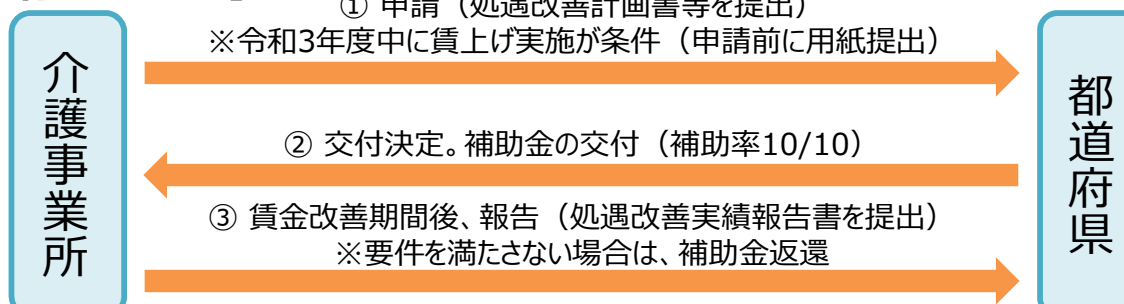 ① 申請（処遇改善計画書等を提出）
※令和3年度中に賃上げ実施が条件（申請前に用紙提出）
介護事業所
都道府県
② 交付決定。補助金の交付（補助率10/10）
③ 賃金改善期間後、報告（処遇改善実績報告書を提出）
※要件を満たさない場合は、補助金返還